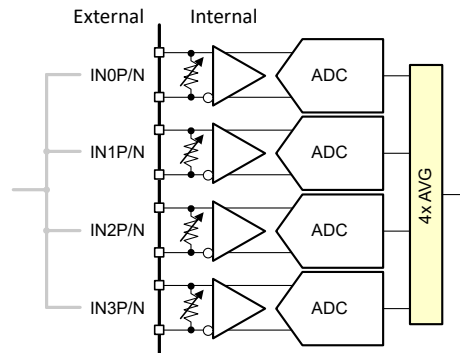 External Internal
IN0P/N ADC
IN1P/N ADC
IN2P/N ADC
IN3P/N ADC
4x AVG